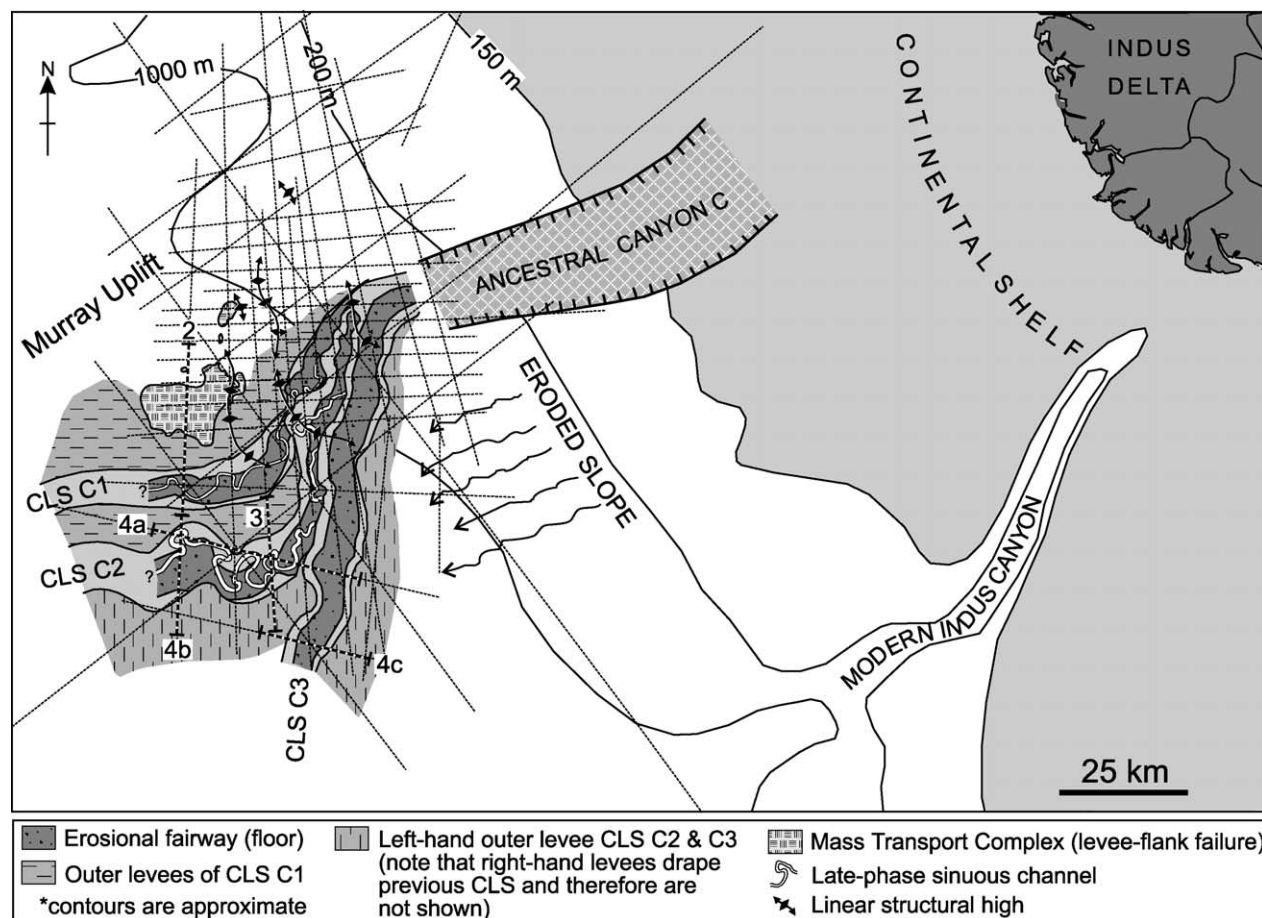 N
1000 m
200 m
150 m
CONTINENTAL SHELF
INDUS
DELTA
ANCESTRAL CANYON C
Murray Uplift
2
ERODED SLOPE
CLS C1
?
4a
3
CLS C2
?
4b
4c
CLS C3
MODERN INDUS CANYON
25 km
Erosional fairway (floor)
Outer levees of CLS C1
*contours are approximate
Left-hand outer levee CLS C2 & C3
(note that right-hand levees drape
previous CLS and therefore are
not shown)
Mass Transport Complex (levee-flank failure)
Late-phase sinuous channel
Linear structural high